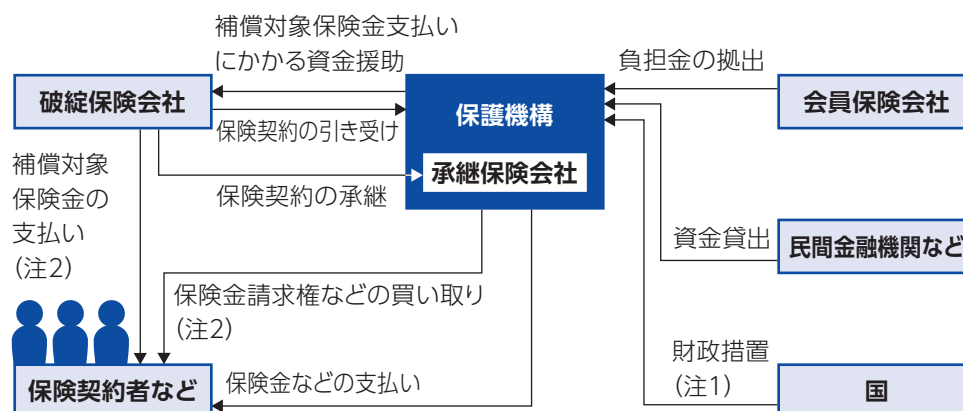 補償対象保険金支払い
にかかる資金援助
負担金の拠出
破綻保険会社
保護機構
会員保険会社
保険契約の引き受け
承継保険会社
補償対象
保険金の
支払い
(注2)
保険契約の承継
資金貸出
民間金融機関など
保険金請求権などの買い取り
(注2)
財政措置
(注1)
保険契約者など
保険金などの支払い
国